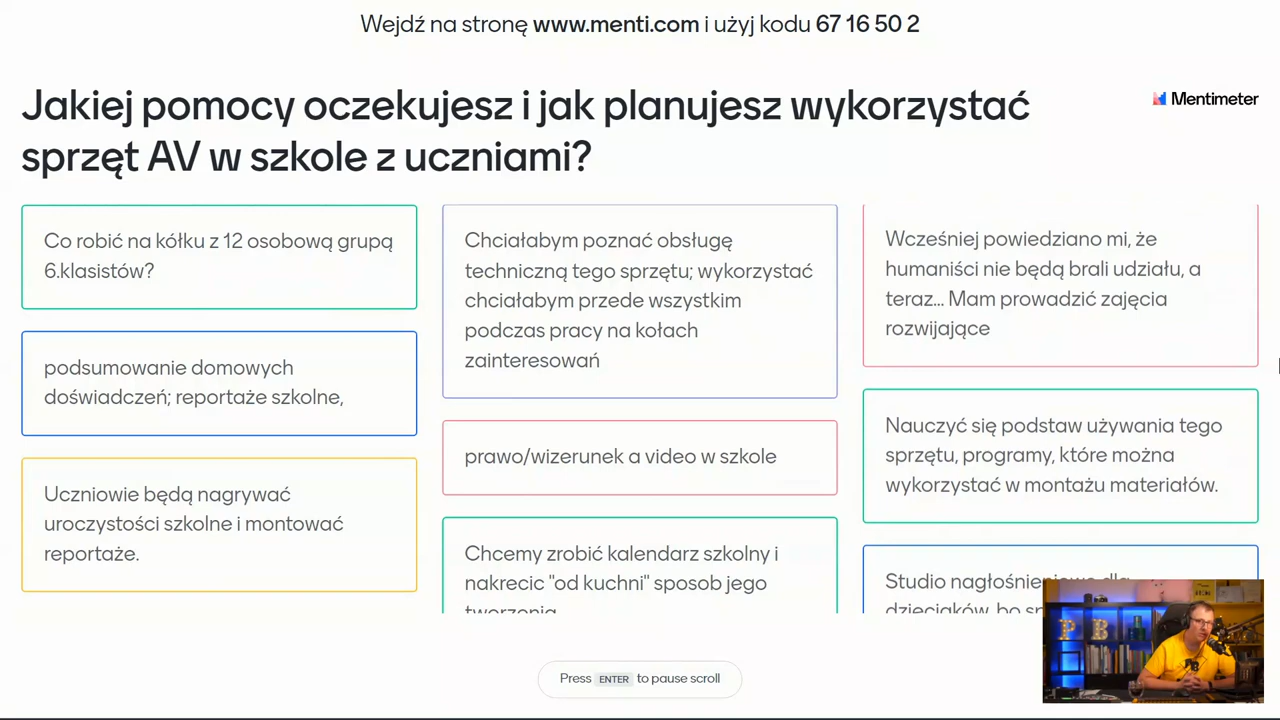 Wejdź na stronę www.menti.com i użyj kodu 67 16 50 2
Jakiej pomocy oczekujesz i jak planujesz wykorzystać
sprzęt AV w szkole z uczniami?
Mentimeter
Co robić na kółku z 12 osobową grupą
6.klasistów?
podsumowanie domowych
doświadczeń; reportaże szkolne,
Uczniowie będą nagrywać
uroczystości szkolne i montować
reportaże.
Chciałabym poznać obsługę
techniczną tego sprzętu; wykorzystać
chciałabym przede wszystkim
podczas pracy na kołach
zainteresowań
prawo/wizerunek a video w szkole
Chcemy zrobić kalendarz szkolny i
nakrecic "od kuchni" sposob jego
tworzenia
Wcześniej powiedziano mi, że
humaniści nie będą brali udziału, a
teraz... Mam prowadzić zajęcia
rozwijające
Nauczyć się podstaw używania tego
sprzętu, programy, które można
wykorzystać w montażu materiałów.
Studio nagłośnieniowe dla
dzieciaków, bo
P B
Press ENTER to pause scroll